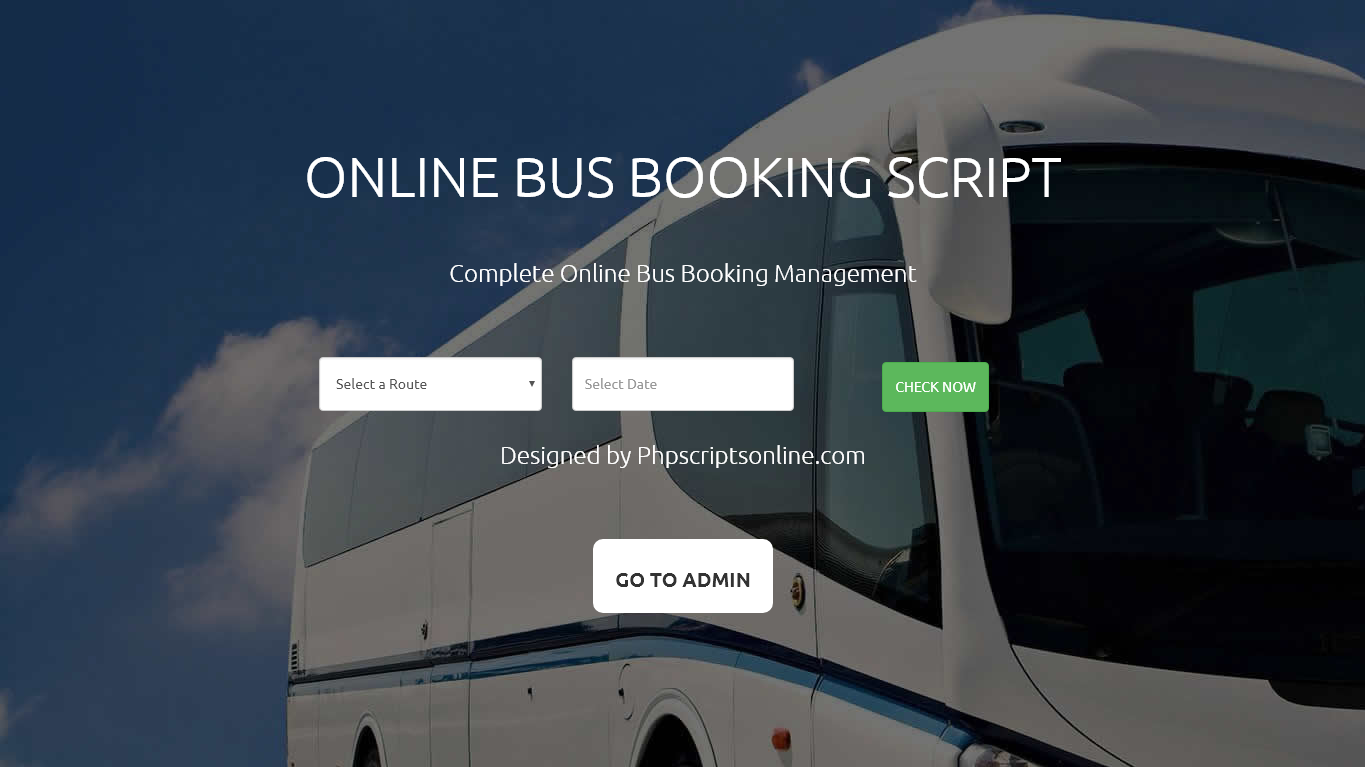 ONLINE BUS BOOKING SCRIPT
Complete Online Bus Booking Management
Select a Route
Select Date
CHECK NOW
Designed by Phpscriptsonline.com
GO TO ADMIN